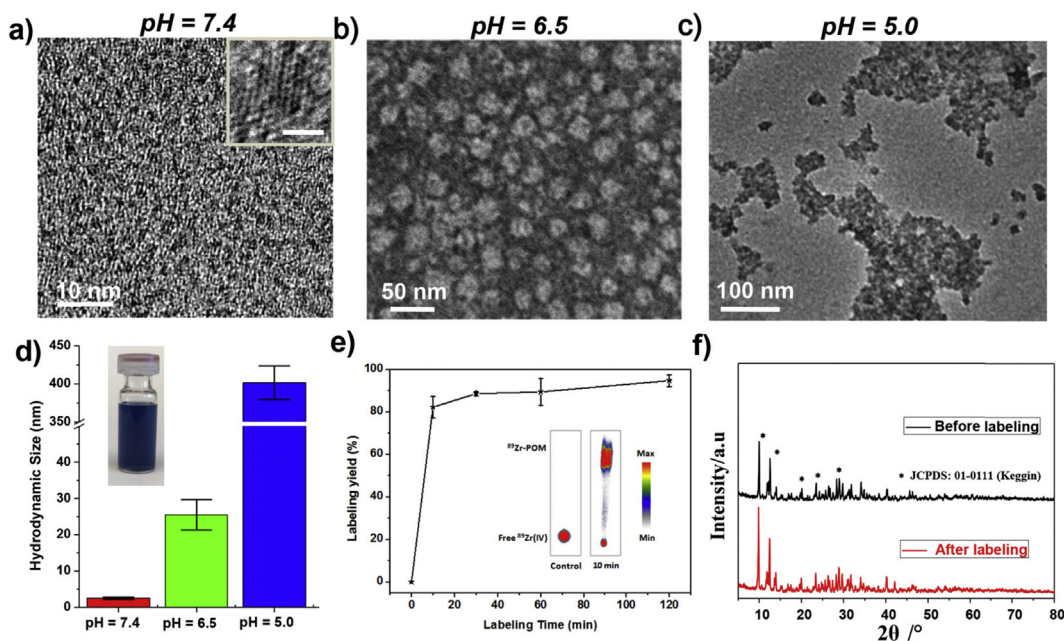 a)
pH = 7.4
10 nm
b)
pH = 6.5
50 nm
c)
pH = 5.0
100 nm
d)
Hydrodynamic Size (nm)
450
400
350
40
30
20
10
0
pH = 7.4
pH = 6.5
pH = 5.0
e)
Labeling yield (%)
100
80
60
40
20
0
⁸⁹Zr-POM
Free ⁸⁹Zr(IV)
Control
10 min
Max
Min
0
20
40
60
80
100
120
Labeling Time (min)
f)
Intensity/a.u
Before labeling
* JCPDS: 01-0111 (Keggin)
After labeling
10
20
30
40
50
60
70
80
2θ /°